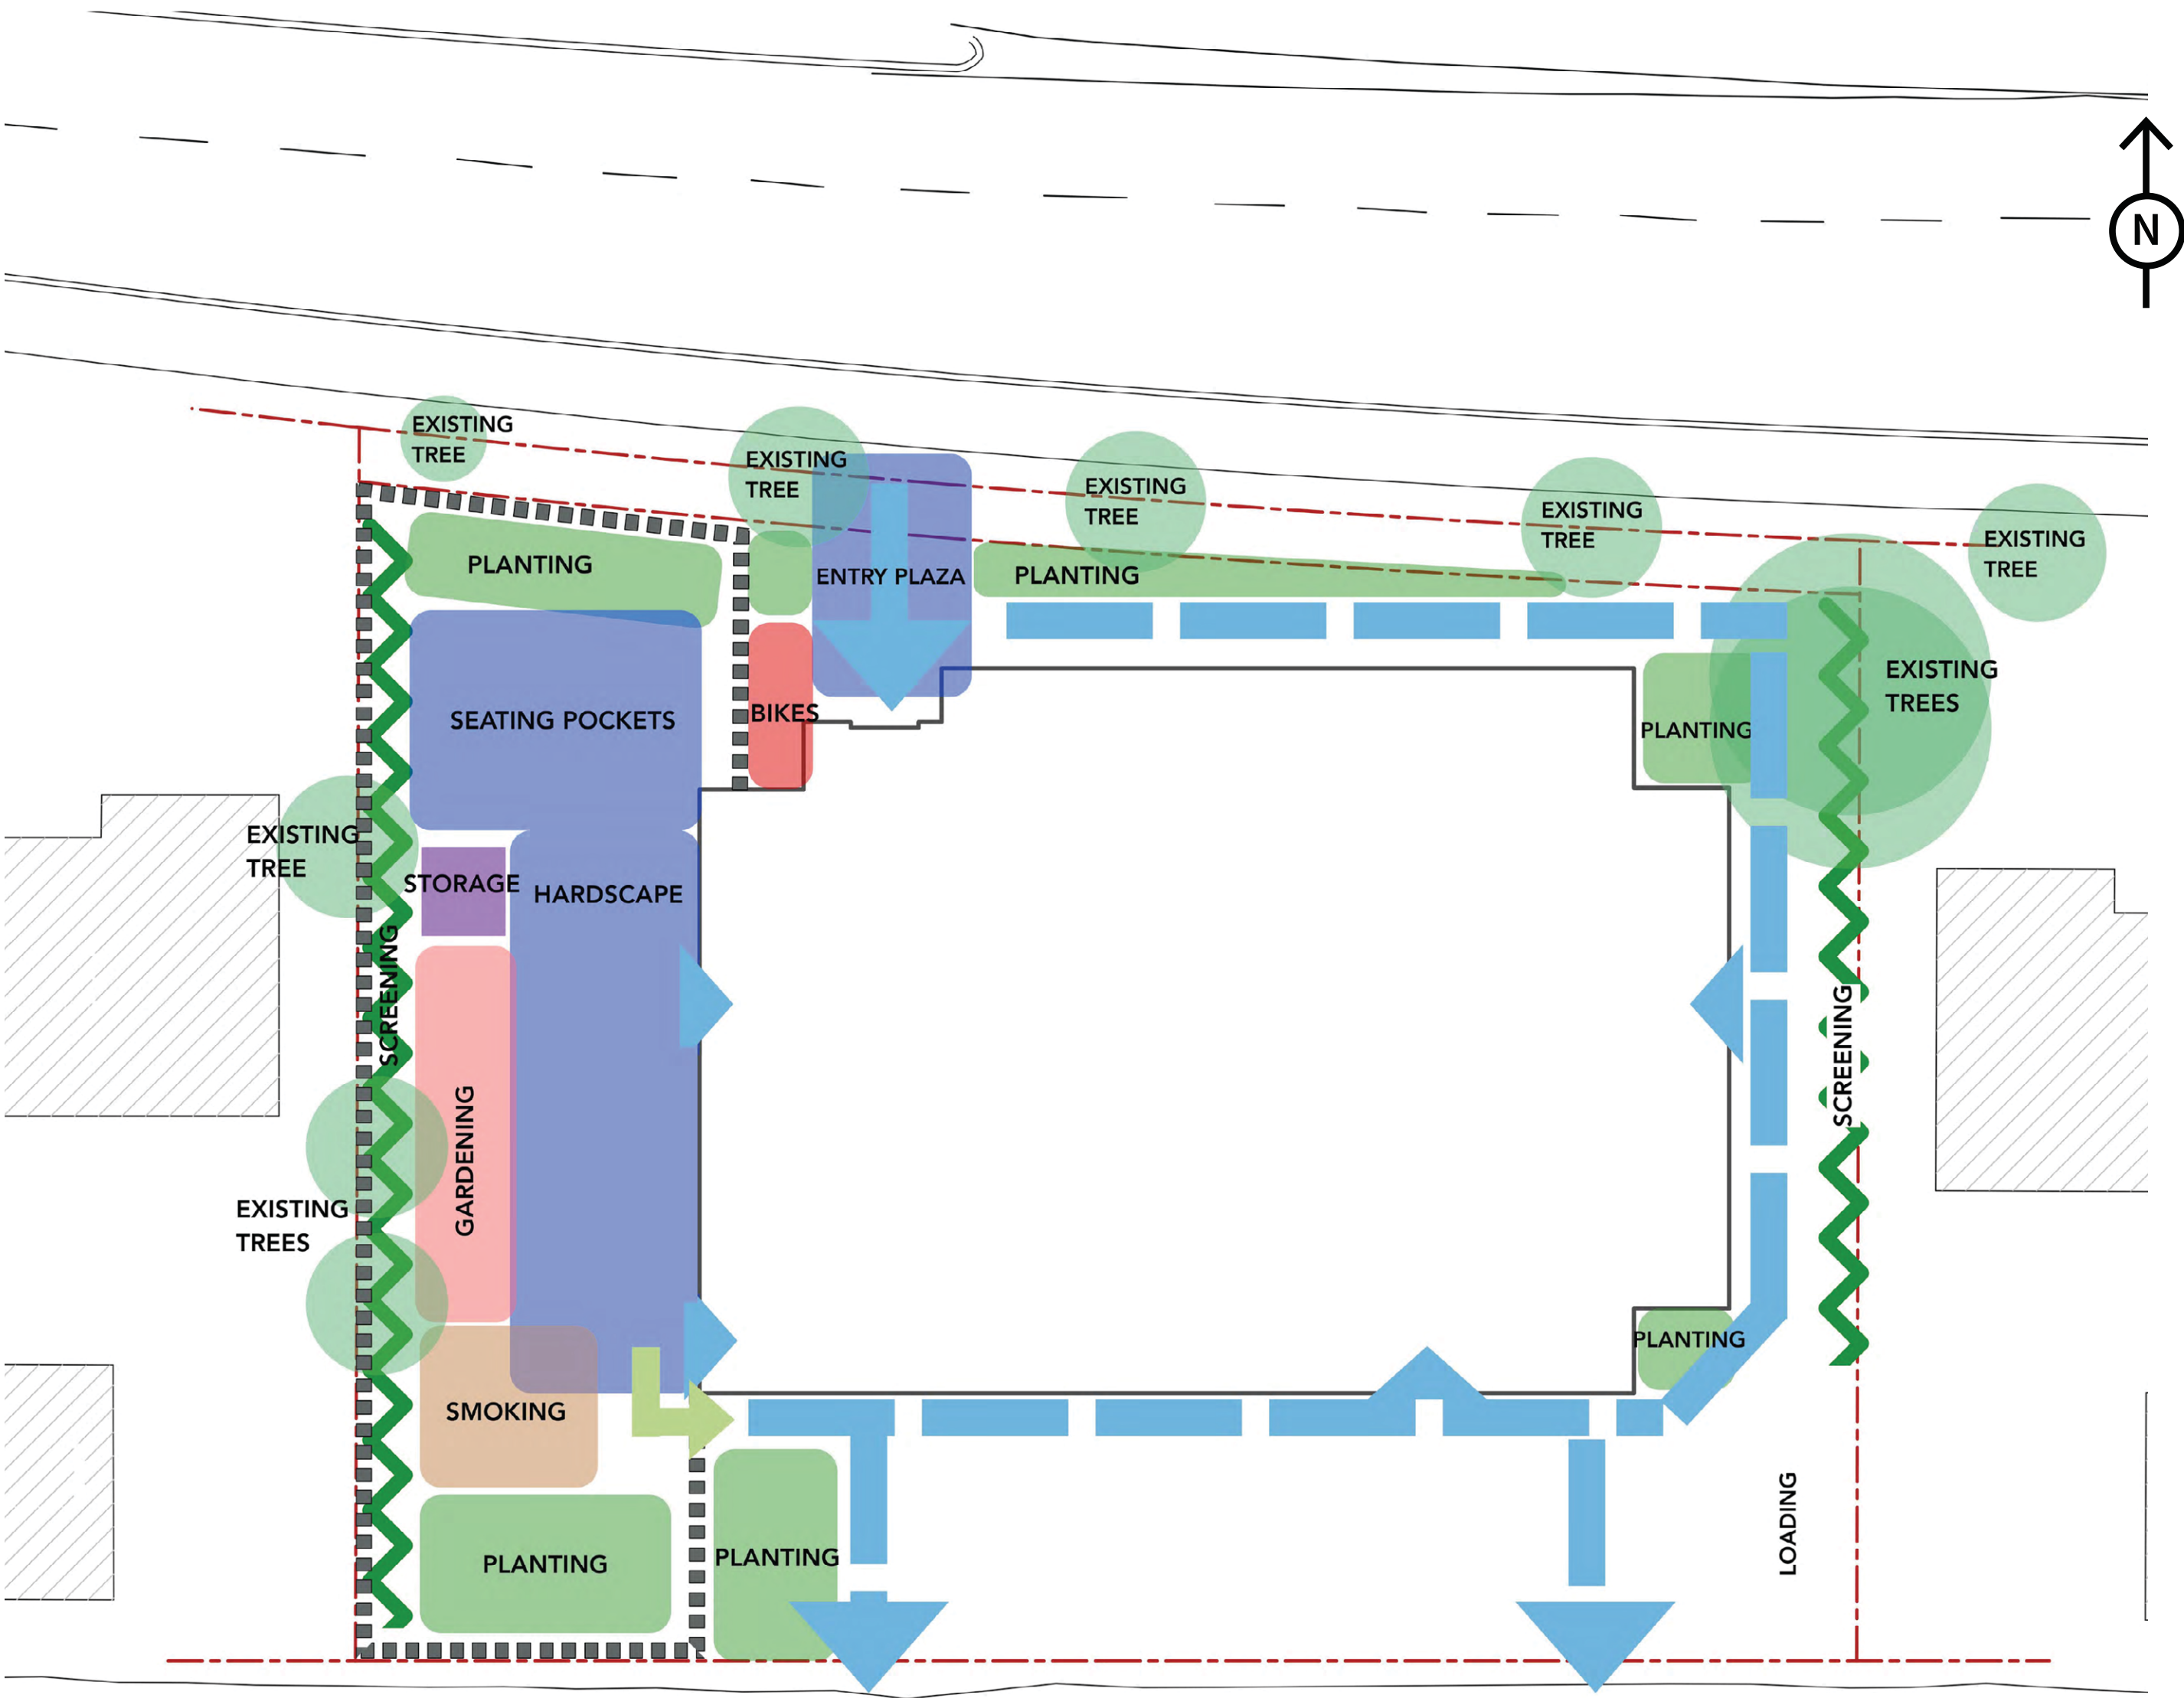 N
EXISTING
TREE
EXISTING
TREE
EXISTING
TREE
EXISTING
TREE
EXISTING
TREE
PLANTING
ENTRY PLAZA
PLANTING
EXISTING
TREES
SEATING POCKETS
BIKES
PLANTING
EXISTING
TREE
STORAGE
HARDSCAPE
SCREENING
SCREENING
GARDENING
EXISTING
TREES
PLANTING
SMOKING
LOADING
PLANTING
PLANTING